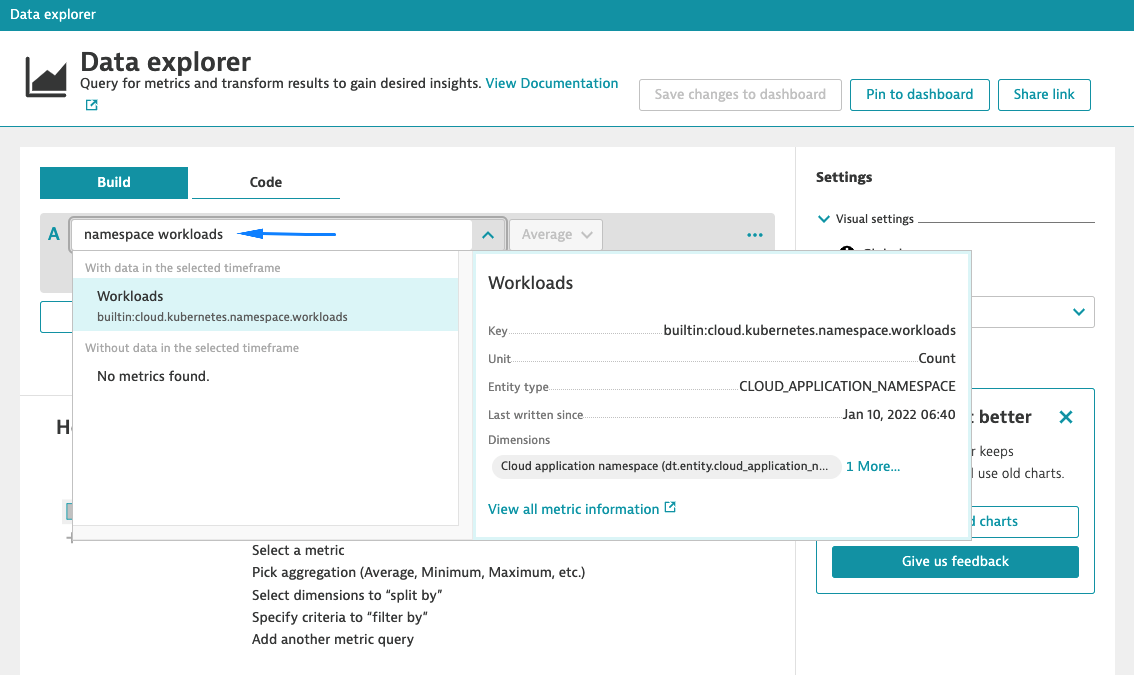 Data explorer
Data explorer
Query for metrics and transform results to gain desired insights. View Documentation
Save changes to dashboard
Pin to dashboard
Share link
Build
Code
Settings
Visual settings
A
namespace workloads
Average
With data in the selected timeframe
Workloads
builtin:cloud.kubernetes.namespace.workloads
Without data in the selected timeframe
No metrics found.
Workloads
Key
builtin:cloud.kubernetes.namespace.workloads
Unit
Count
Entity type
CLOUD_APPLICATION_NAMESPACE
Last written since
Jan 10, 2022 06:40
Dimensions
Cloud application namespace (dt.entity.cloud_application_n...
1 More...
View all metric information
better
keeps
use old charts.
charts
Give us feedback
Select a metric
Pick aggregation (Average, Minimum, Maximum, etc.)
Select dimensions to “split by”
Specify criteria to “filter by”
Add another metric query